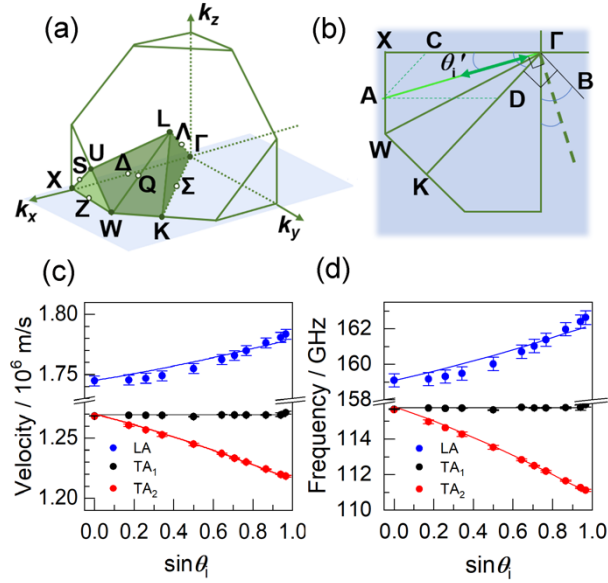 (a)
k_z
L
Λ
Γ
U
Δ
S
X
Q
Σ
k_x
Z
W
K
k_y
(b)
X
C
Γ
θ_i′
A
D
B
W
K
(c)
1.80
1.75
1.25
1.20
Velocity / 10^6 m/s
LA
TA_1
TA_2
0.0 0.2 0.4 0.6 0.8 1.0
sinθ_i
(d)
162
160
158
116
114
112
110
Frequency / GHz
LA
TA_1
TA_2
0.0 0.2 0.4 0.6 0.8 1.0
sinθ_i